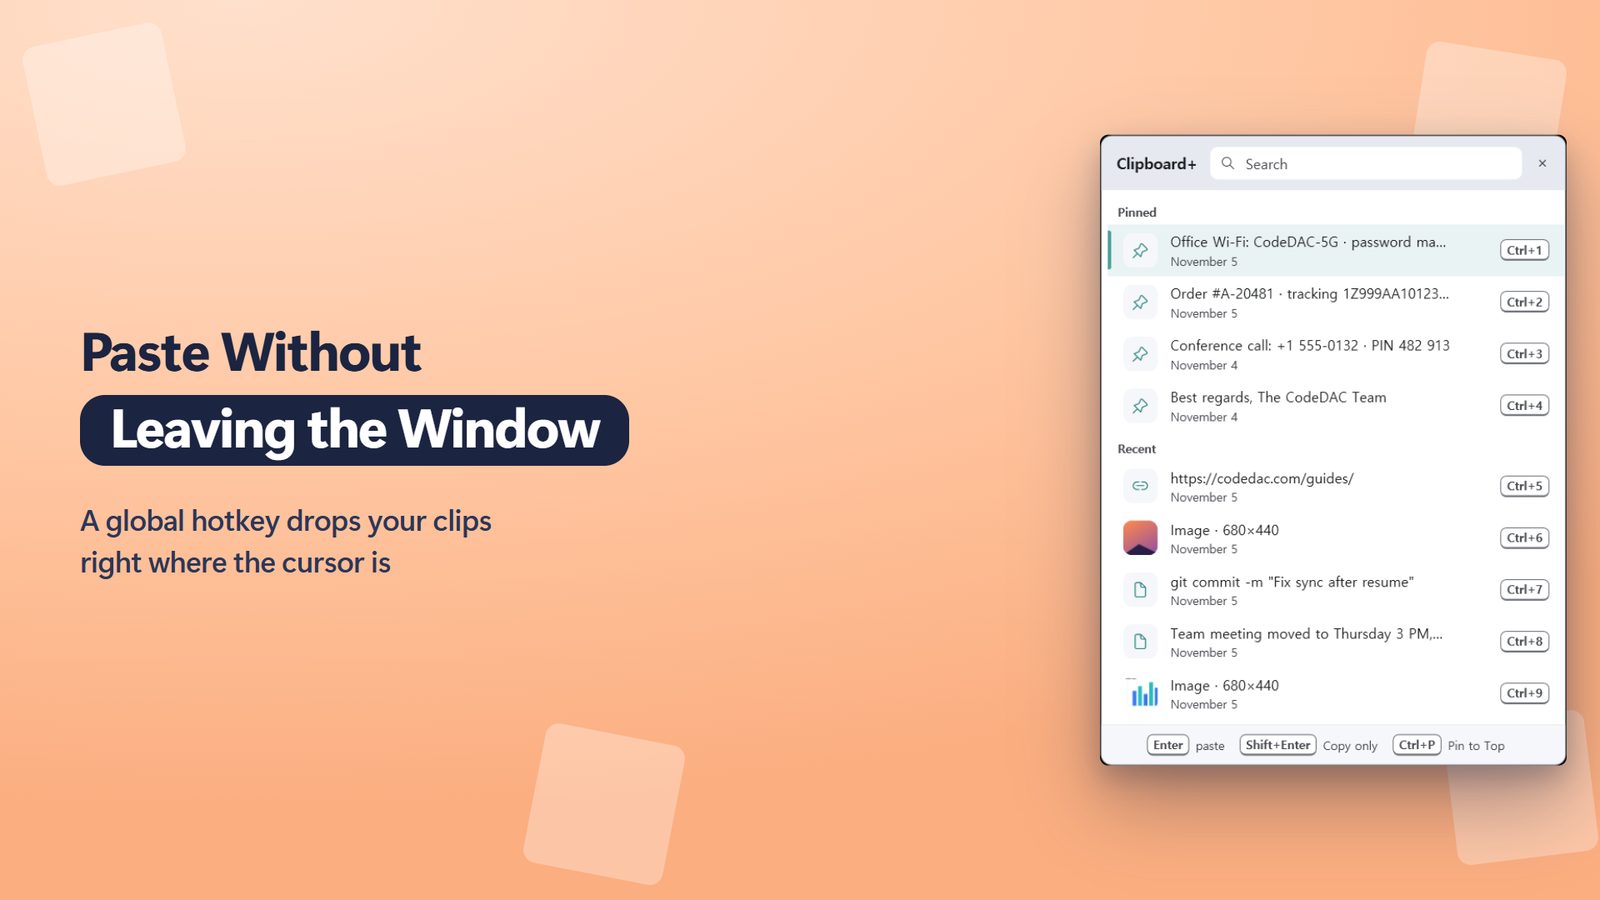 Paste Without
Leaving the Window
A global hotkey drops your clips
right where the cursor is
Clipboard+
Search
×
Pinned
Office Wi-Fi: CodeDAC-5G · password ma...
November 5
Ctrl+1
Order #A-20481 · tracking 1Z999AA10123...
November 5
Ctrl+2
Conference call: +1 555-0132 · PIN 482 913
November 4
Ctrl+3
Best regards, The CodeDAC Team
November 4
Ctrl+4
Recent
https://codedac.com/guides/
November 5
Ctrl+5
Image · 680×440
November 5
Ctrl+6
git commit -m "Fix sync after resume"
November 5
Ctrl+7
Team meeting moved to Thursday 3 PM,...
November 5
Ctrl+8
Image · 680×440
November 5
Ctrl+9
Enter paste Shift+Enter Copy only Ctrl+P Pin to Top